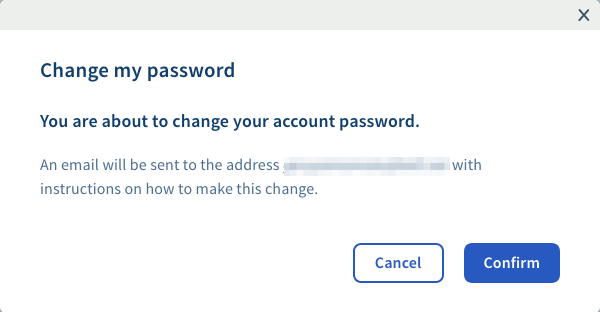 Change my password
You are about to change your account password.
An email will be sent to the address with
instructions on how to make this change.
Cancel
Confirm